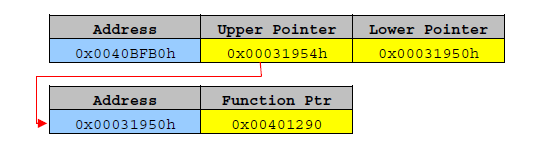 Address Upper Pointer Lower Pointer
0x0040BFB0h 0x00031954h 0x00031950h
Address Function Ptr
0x00031950h 0x00401290